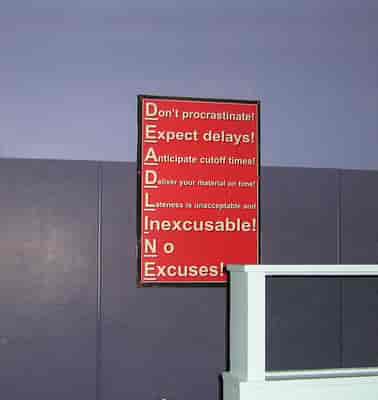 Don't procrastinate!
Expect delays!
Anticipate cutoff times!
Deliver your material on time!
Lateness is unacceptable and
Inexcusable!
No
Excuses!